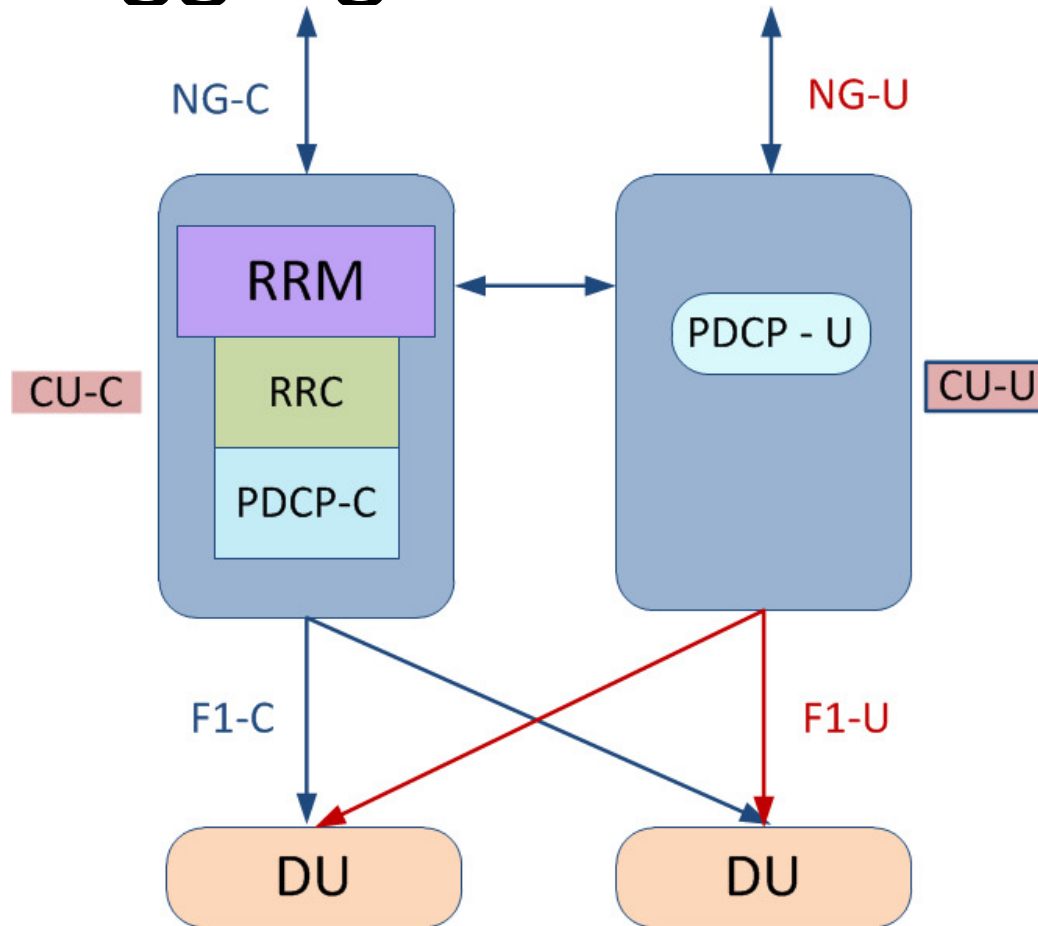 NG-C
NG-U
RRM
PDCP - U
CU-C
RRC
CU-U
PDCP-C
F1-C
F1-U
DU
DU